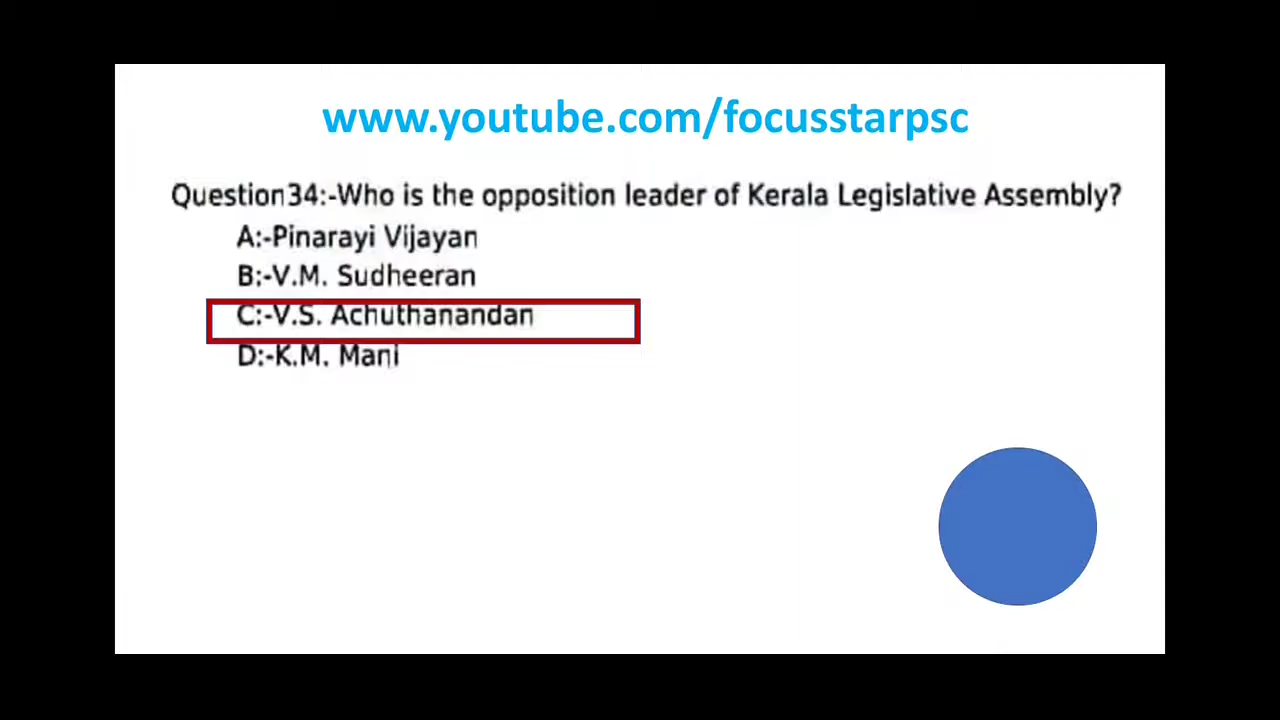 www.youtube.com/focusstarpsc
Question34:-Who is the opposition leader of Kerala Legislative Assembly?
A:-Pinarayi Vijayan
B:-V.M. Sudheeran
C:-V.S. Achuthanandan
D:-K.M. Mani